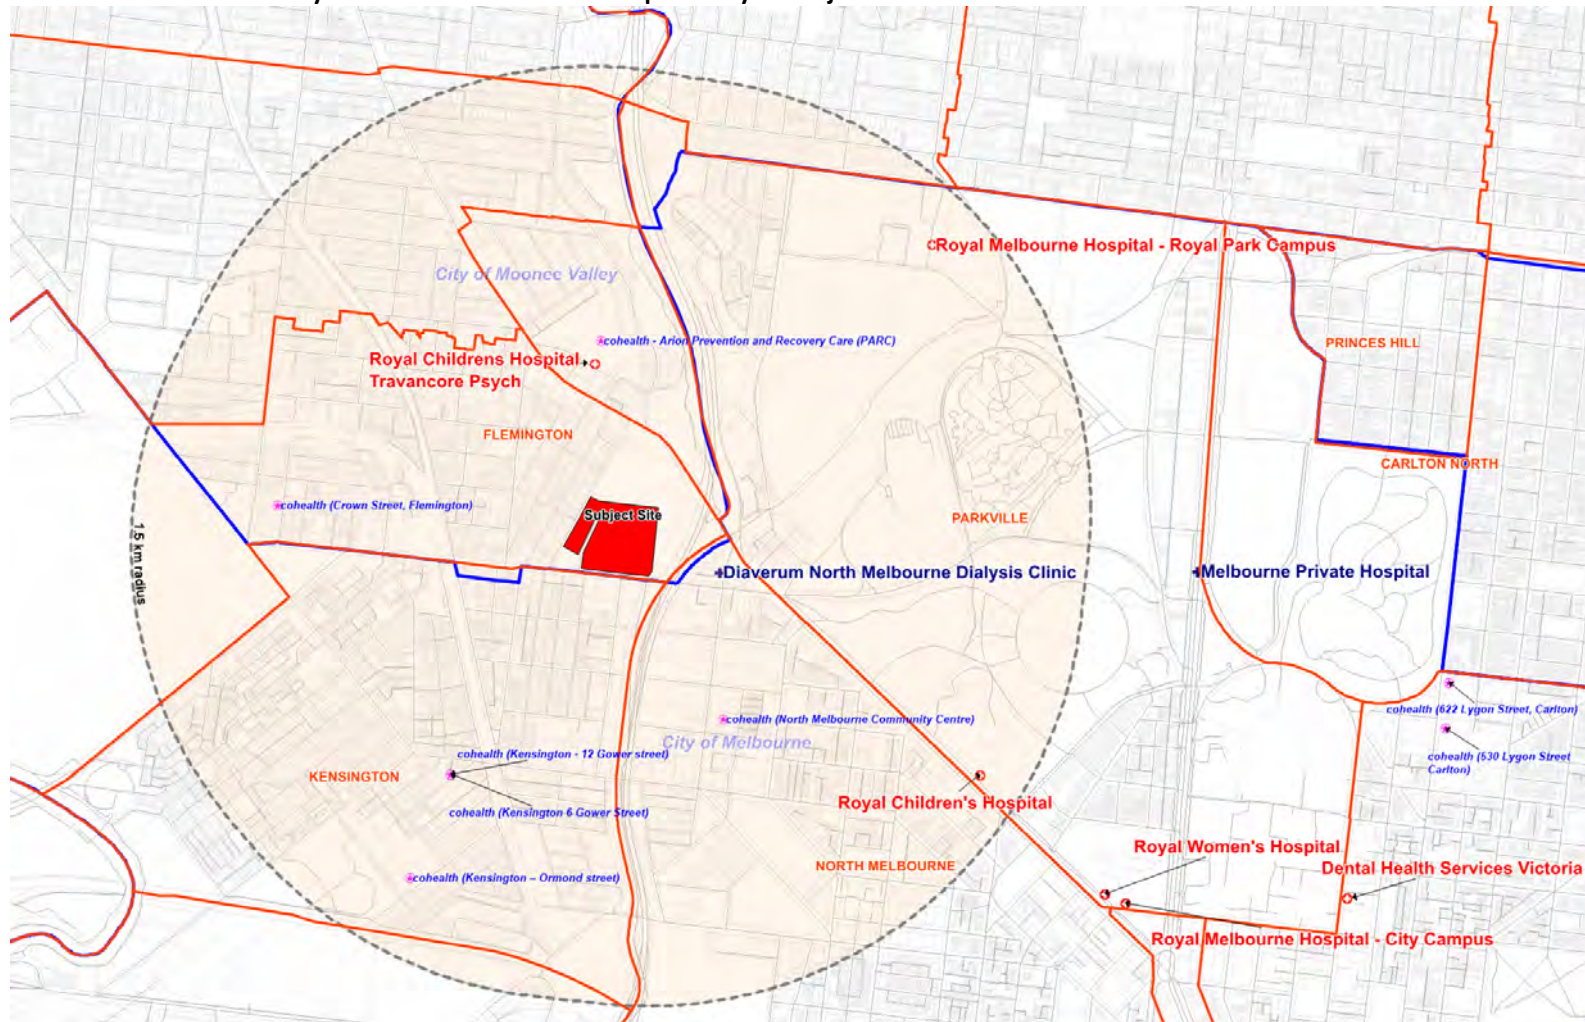 Royal Melbourne Hospital - Royal Park Campus
City of Moonee Valley
cohealth - Arion Prevention and Recovery Care (PARC)
PRINCES HILL
Royal Childrens Hospital
Travancore Psych
FLEMINGTON
CARLTON NORTH
cohealth (Crown Street, Flemington)
Subject Site
PARKVILLE
1.5 km radius
Diaverum North Melbourne Dialysis Clinic
Melbourne Private Hospital
cohealth (622 Lygon Street, Carlton)
cohealth (North Melbourne Community Centre)
City of Melbourne
cohealth (Kensington - 12 Gower street)
cohealth (530 Lygon Street
Carlton)
KENSINGTON
cohealth (Kensington 6 Gower Street)
Royal Children's Hospital
Royal Women's Hospital
NORTH MELBOURNE
Dental Health Services Victoria
cohealth (Kensington – Ormond street)
Royal Melbourne Hospital - City Campus